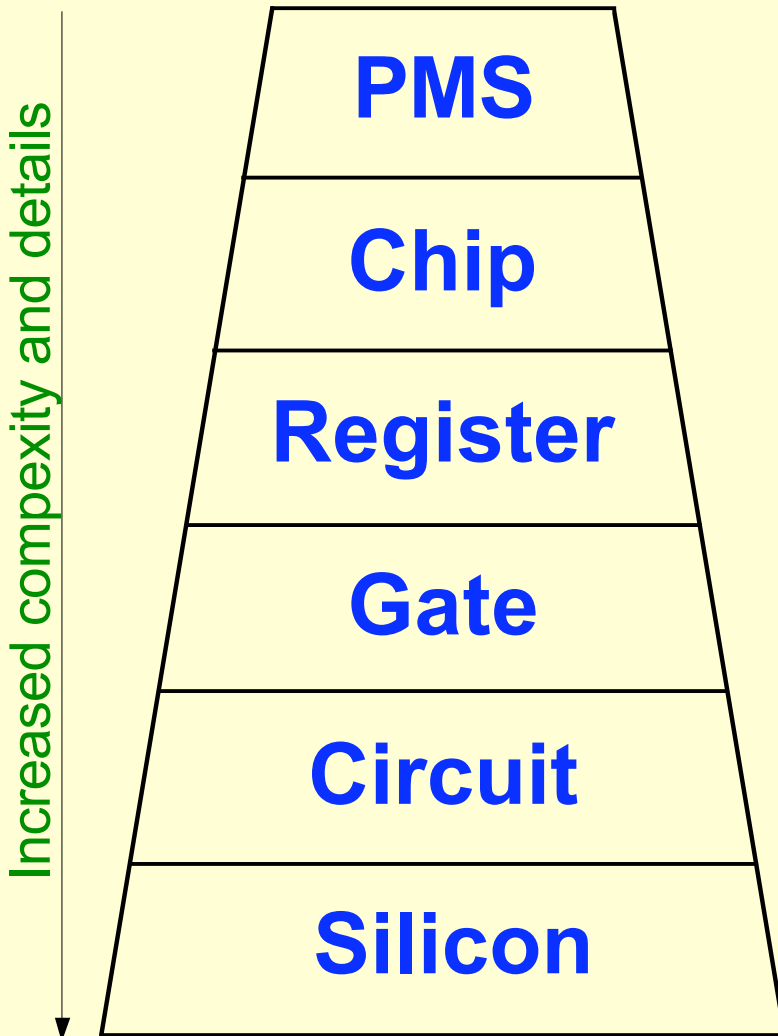 Increased compexity and details
PMS
Chip
Register
Gate
Circuit
Silicon